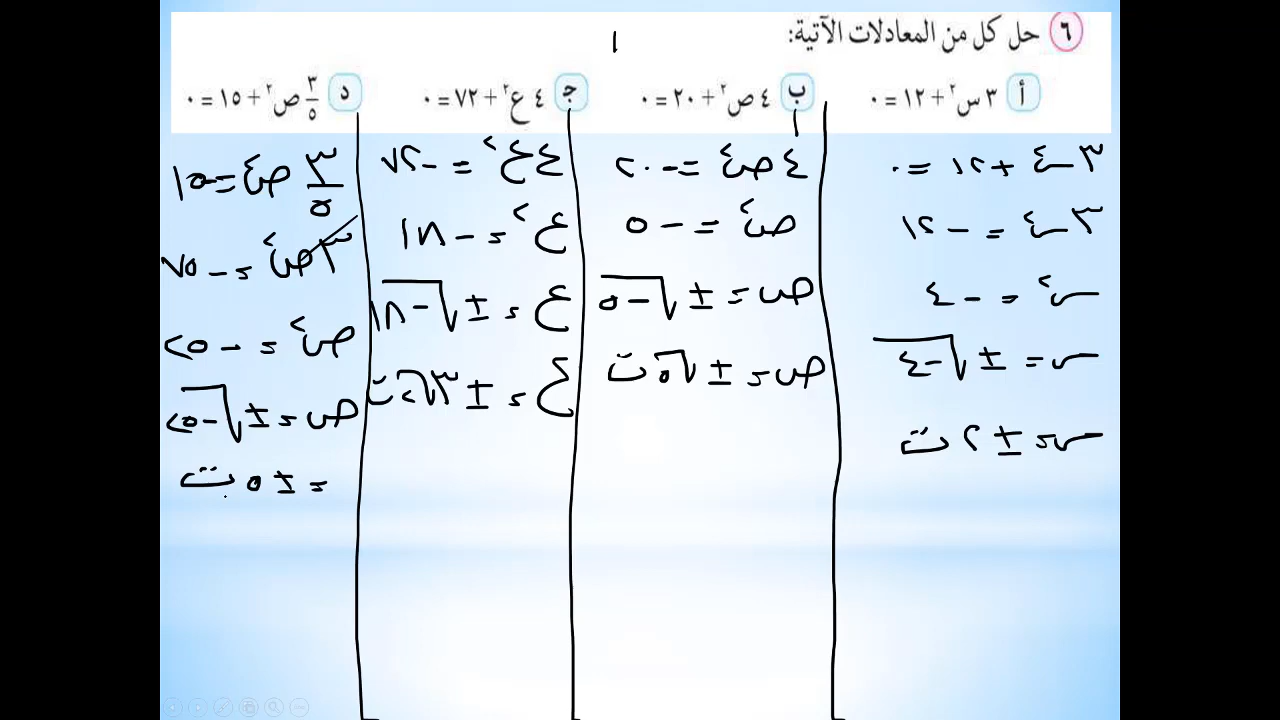 ٦ حل كل من المعادلات الآتية:
أ ٣ س٢ + ١٢ = ٠
ب ٤ ص٢ + ٢٠ = ٠
ج ٤ ع٢ + ٧٢ = ٠
د ٣/٥ ص٢ + ١٥ = ٠
١
٣ س٢ + ١٢ = ٠
٣ س٢ = -١٢
س٢ = -٤
س = ± √-٤
س = ± ٢ ت
٤ ص٢ = -٢٠
ص٢ = -٥
ص = ± √-٥
ص = ± √٥ ت
٤ ع٢ = -٧٢
ع٢ = -١٨
ع = ± √-١٨
ع = ± ٣√٢ ت
٣/٥ ص٢ = -١٥
٣ ص٢ = -٧٥
ص٢ = -٢٥
ص = ± √-٢٥
= ± ٥ ت